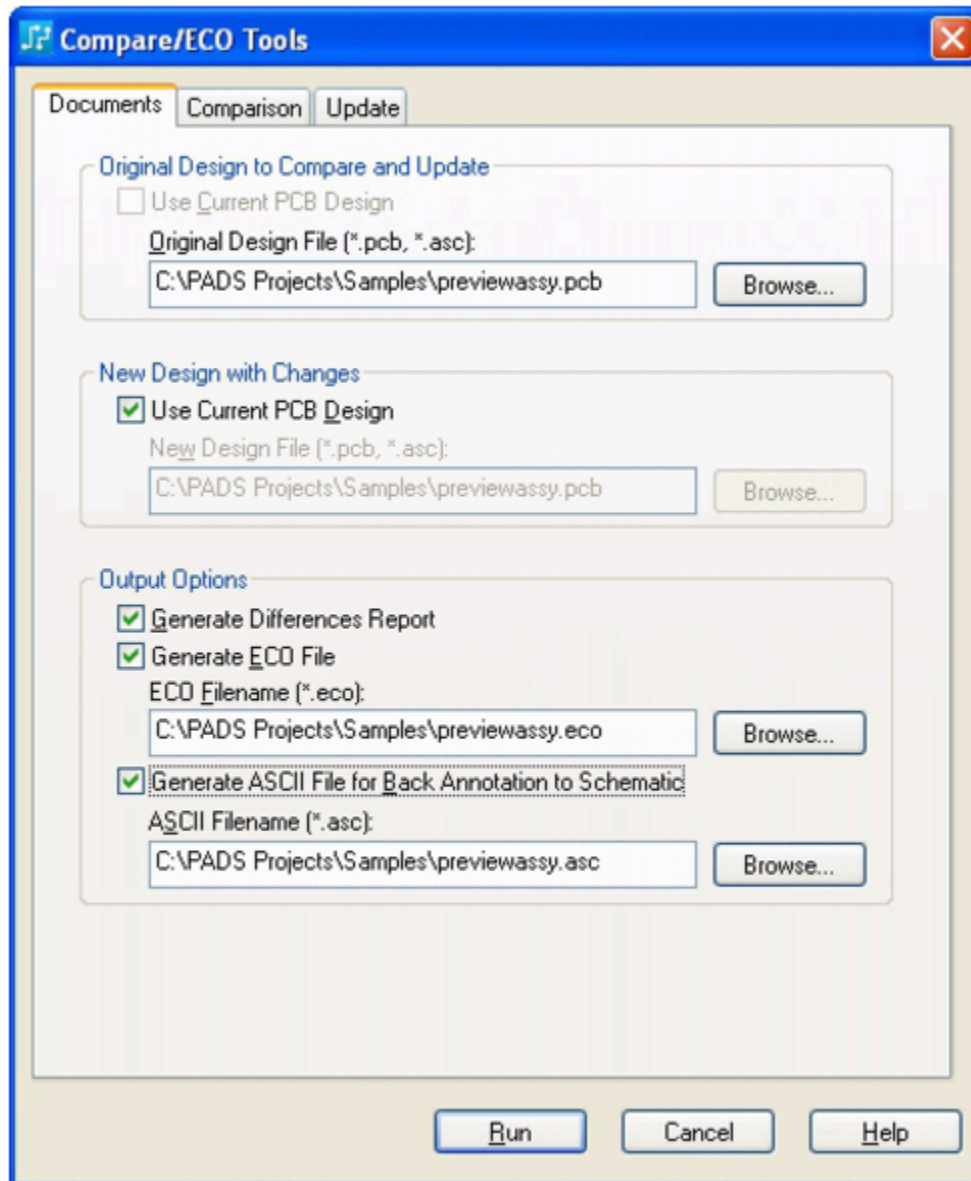 Compare/ECO Tools
Documents Comparison Update
Original Design to Compare and Update
Use Current PCB Design
Original Design File (*.pcb, *.asc):
C:\PADS Projects\Samples\previewassy.pcb Browse...
New Design with Changes
Use Current PCB Design
New Design File (*.pcb, *.asc):
C:\PADS Projects\Samples\previewassy.pcb Browse...
Output Options
Generate Differences Report
Generate ECO File
ECO Filename (*.eco):
C:\PADS Projects\Samples\previewassy.eco Browse...
Generate ASCII File for Back Annotation to Schematic
ASCII Filename (*.asc):
C:\PADS Projects\Samples\previewassy.asc Browse...
Run Cancel Help